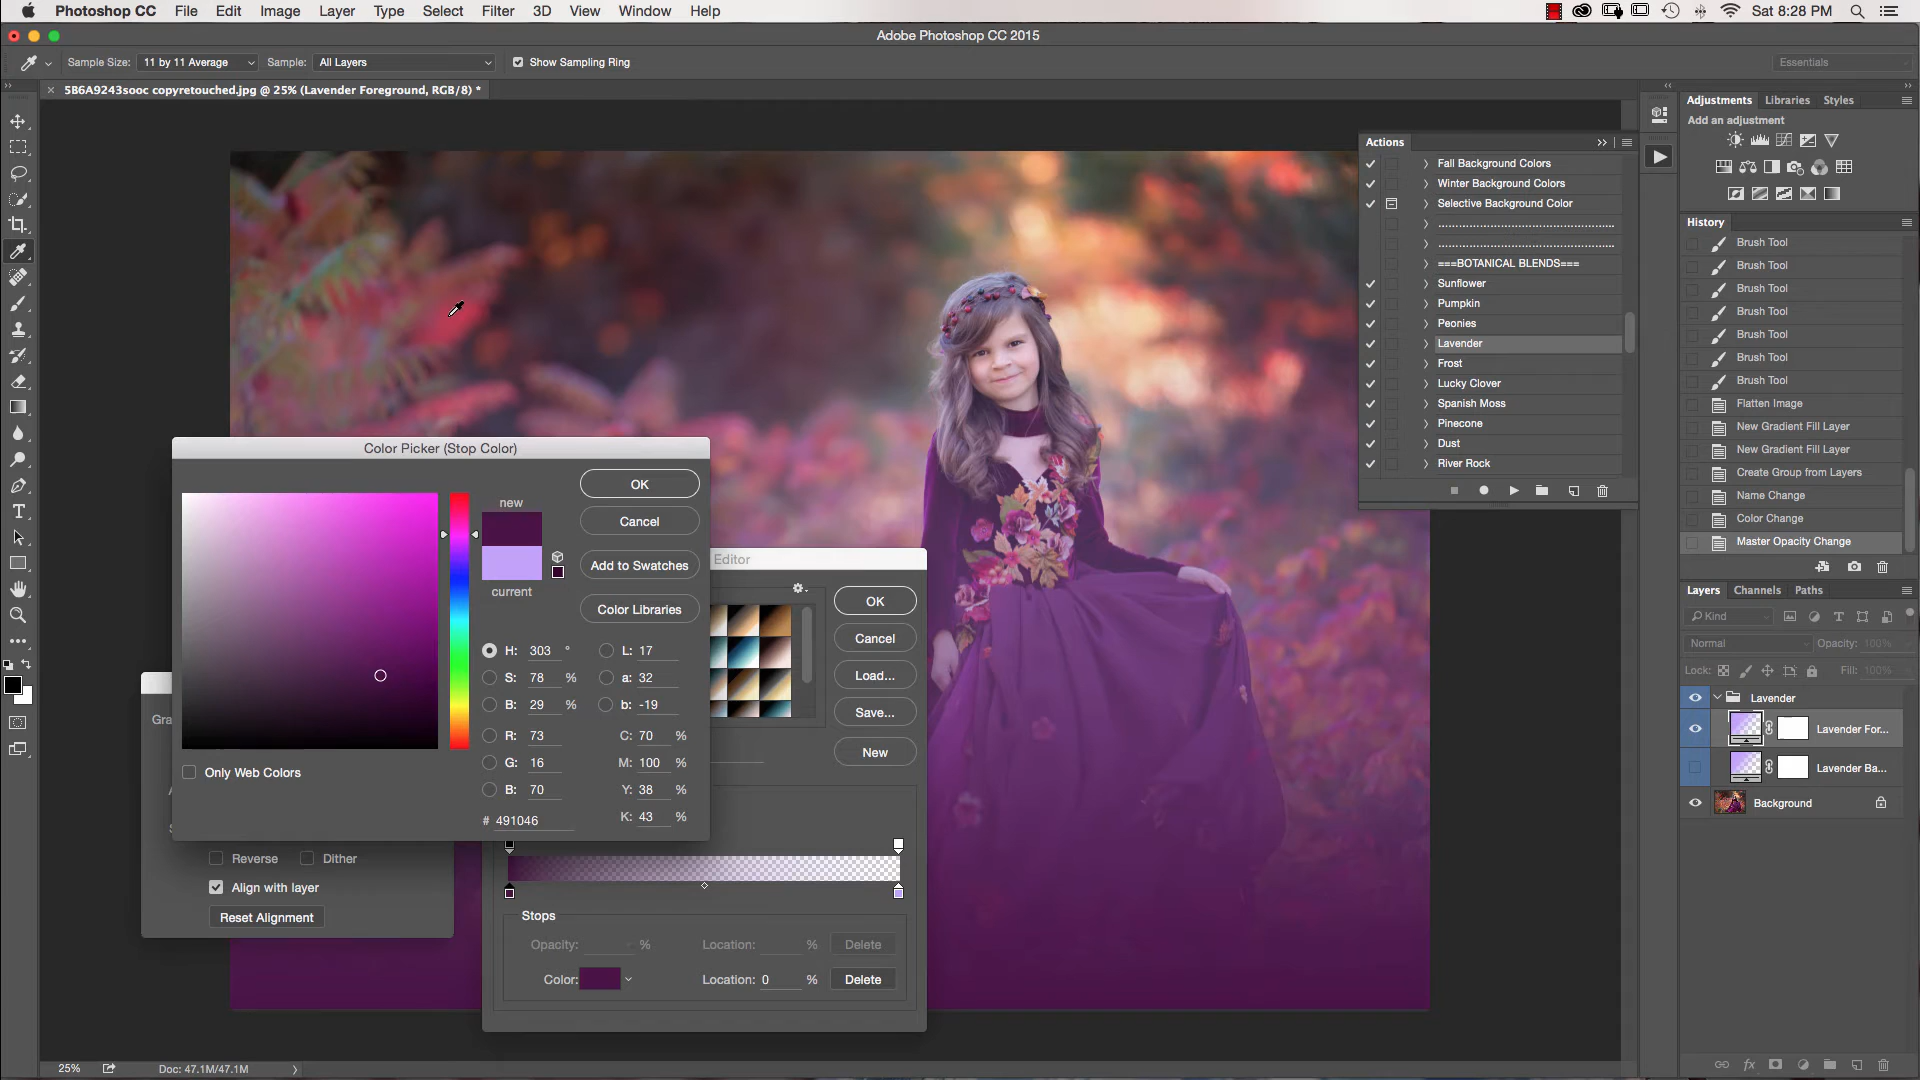 Photoshop CC File Edit Image Layer Type Select Filter 3D View Window Help Sat 8:28 PM
Adobe Photoshop CC 2015
Sample Size: 11 by 11 Average Sample: All Layers Show Sampling Ring Essentials
5B6A9243sooc copyretouched.jpg @ 25% (Lavender Foreground, RGB/8) *
Actions
Fall Background Colors
Winter Background Colors
Selective Background Color
.....................................................
.....................................................
===BOTANICAL BLENDS===
Sunflower
Pumpkin
Peonies
Lavender
Frost
Lucky Clover
Spanish Moss
Pinecone
Dust
River Rock
Adjustments Libraries Styles
Add an adjustment
History
Brush Tool
Brush Tool
Brush Tool
Brush Tool
Brush Tool
Brush Tool
Brush Tool
Flatten Image
New Gradient Fill Layer
New Gradient Fill Layer
Create Group from Layers
Name Change
Color Change
Master Opacity Change
Layers Channels Paths
Kind
Normal Opacity: 100%
Lock: Fill: 100%
Lavender
Lavender For...
Lavender Ba...
Background
Color Picker (Stop Color)
new
current
OK
Cancel
Add to Swatches
Color Libraries
H: 303 ° L: 17
S: 78 % a: 32
B: 29 % b: -19
R: 73 C: 70 %
G: 16 M: 100 %
B: 70 Y: 38 %
# 491046 K: 43 %
Only Web Colors
Editor
OK
Cancel
Load...
Save...
New
Gra
Reverse Dither
Align with layer
Reset Alignment
Stops
Opacity: % Location: % Delete
Color: Location: 0 % Delete
25% Doc: 47.1M/47.1M